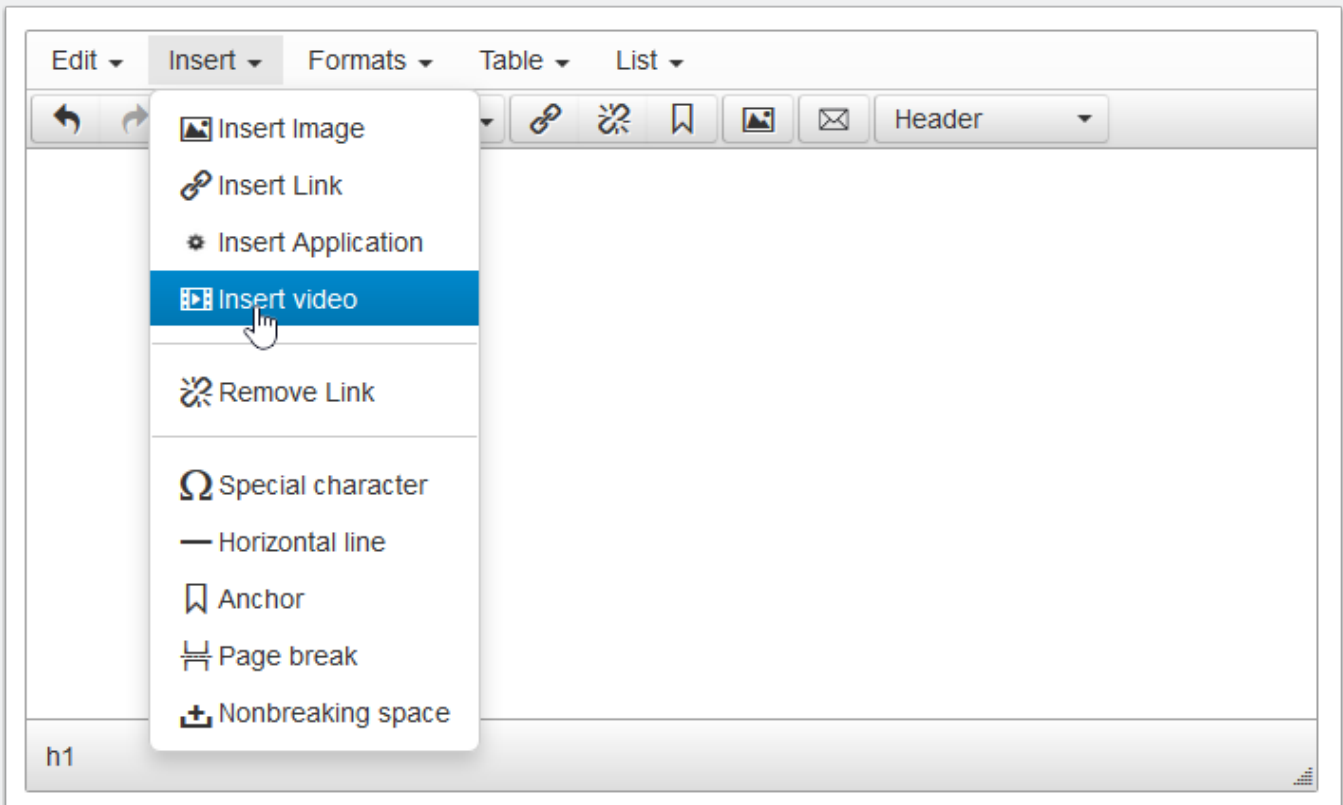 Edit Insert Formats Table List
Header
Insert Image
Insert Link
Insert Application
Insert video
Remove Link
Special character
Horizontal line
Anchor
Page break
Nonbreaking space
h1